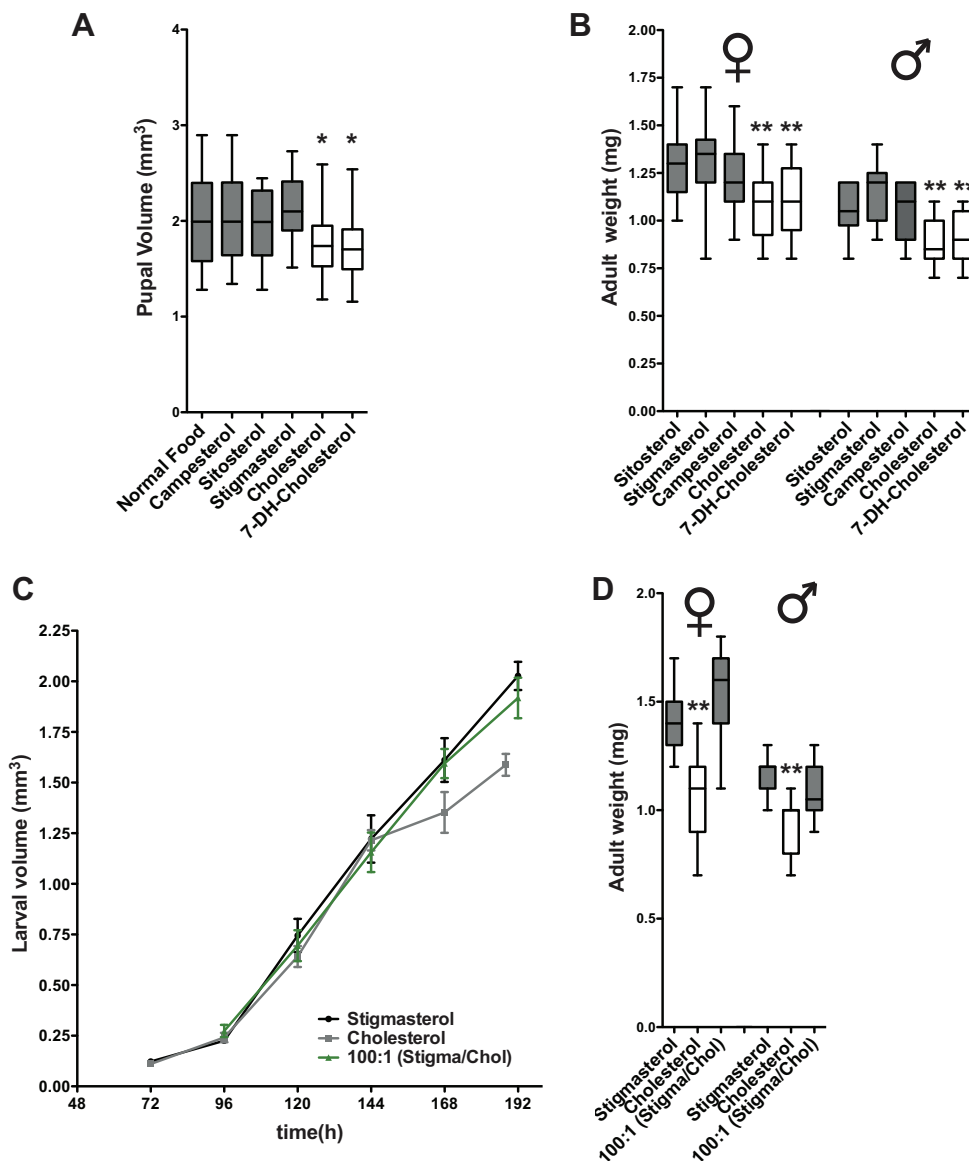 A
Pupal Volume (mm3)
4
3
2
1
0
* *
Normal Food
Campesterol
Sitosterol
Stigmasterol
Cholesterol
7-DH-Cholesterol
B
♀ ♂
Adult weight (mg)
2.00
1.75
1.50
1.25
1.00
0.75
0.50
0.25
0.00
** **
** **
Sitosterol
Stigmasterol
Campesterol
Cholesterol
7-DH-Cholesterol
Sitosterol
Stigmasterol
Campesterol
Cholesterol
7-DH-Cholesterol
C
Larval volume (mm3)
2.25
2.00
1.75
1.50
1.25
1.00
0.75
0.50
0.25
0.00
48 72 96 120 144 168 192
time(h)
Stigmasterol
Cholesterol
100:1 (Stigma/Chol)
D
♀ ♂
Adult weight (mg)
2.0
1.5
1.0
0.5
0.0
**
**
Stigmasterol
Cholesterol
100:1 (Stigma/Chol)
Stigmasterol
Cholesterol
100:1 (Stigma/Chol)